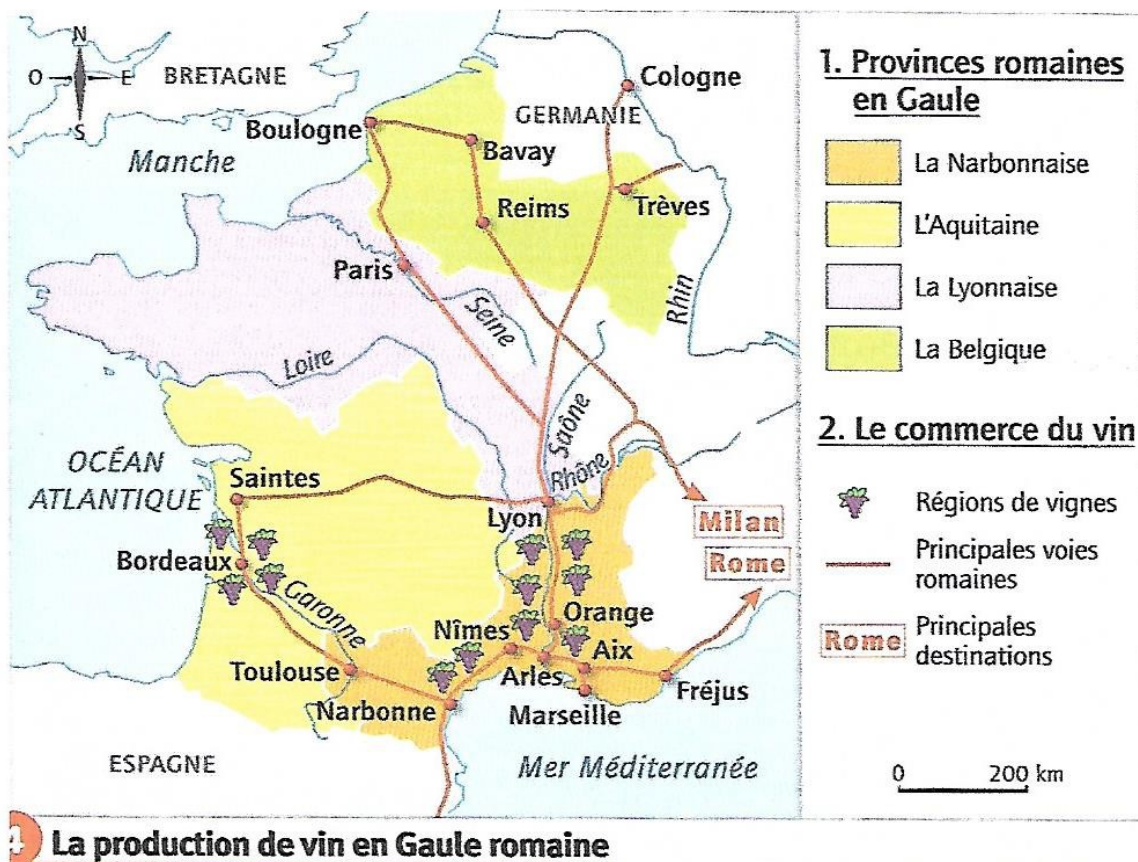 N
O
E
S
BRETAGNE
Cologne
GERMANIE
Boulogne
Bavay
Manche
Reims
Trèves
Paris
Seine
Rhin
Loire
Saône
OCÉAN
ATLANTIQUE
Saintes
Rhône
Lyon
Milan
Rome
Bordeaux
Garonne
Orange
Nîmes
Aix
Toulouse
Arles
Fréjus
Narbonne
Marseille
ESPAGNE
Mer Méditerranée
1. Provinces romaines
en Gaule
La Narbonnaise
L'Aquitaine
La Lyonnaise
La Belgique
2. Le commerce du vin
Régions de vignes
Principales voies
romaines
Rome
Principales
destinations
0 200 km
4 La production de vin en Gaule romaine